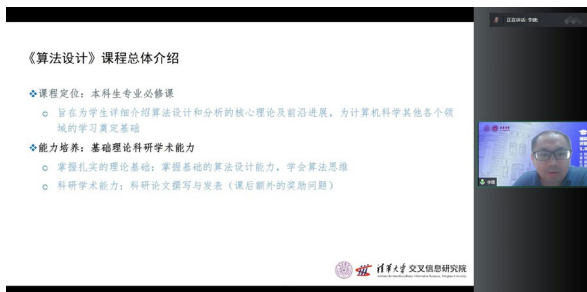 正在讲话: 李建
《算法设计》课程总体介绍
❖课程定位：本科生专业必修课
○ 旨在为学生详细介绍算法设计和分析的核心理论及前沿进展，为计算机科学其他各个领
域的学习奠定基础
❖能力培养：基础理论科研学术能力
○ 掌握扎实的理论基础；掌握基础的算法设计能力，学会算法思维
○ 科研学术能力：科研论文撰写与发表（课后额外的奖励问题）
清华大学 交叉信息研究院